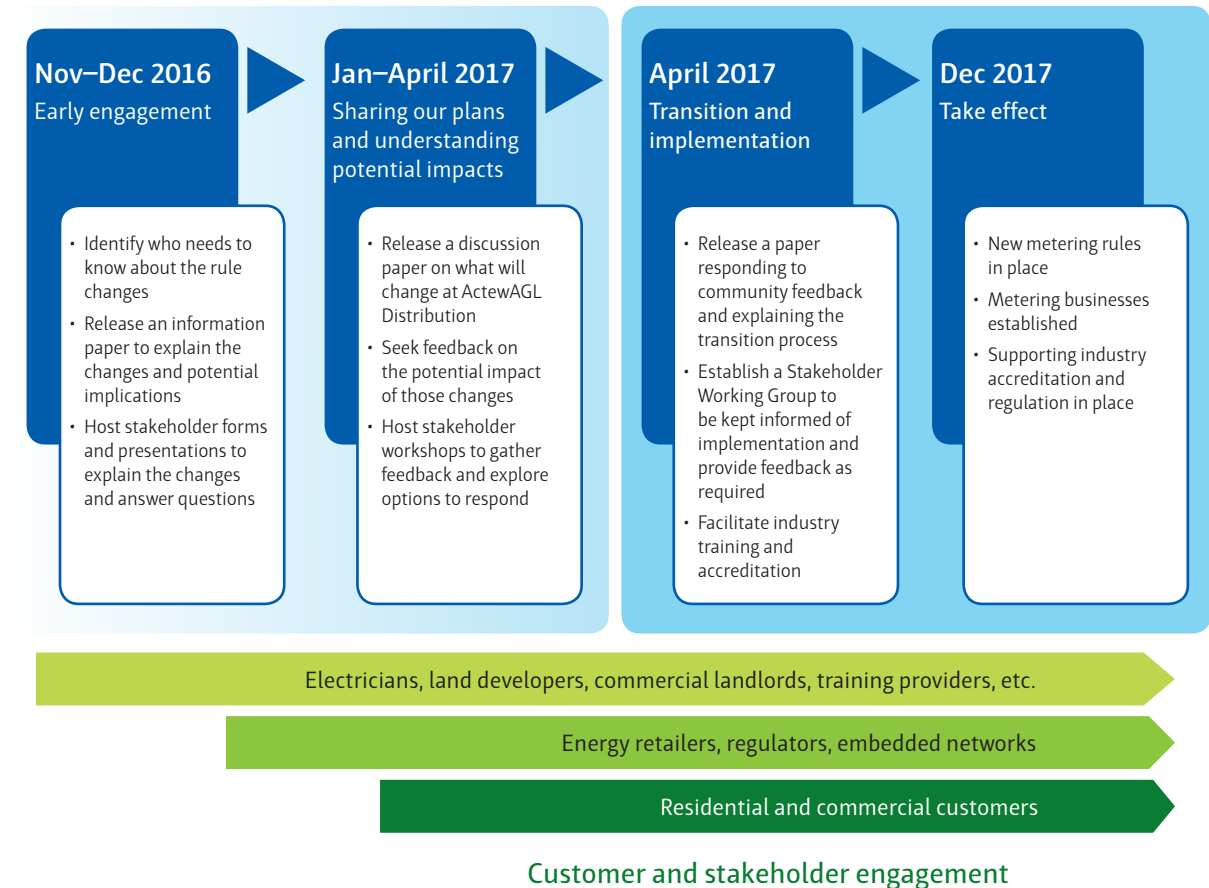 Nov–Dec 2016
Early engagement
• Identify who needs to
know about the rule
changes
• Release an information
paper to explain the
changes and potential
implications
• Host stakeholder forms
and presentations to
explain the changes
and answer questions
Jan–April 2017
Sharing our plans
and understanding
potential impacts
• Release a discussion
paper on what will
change at ActewAGL
Distribution
• Seek feedback on
the potential impact
of those changes
• Host stakeholder
workshops to gather
feedback and explore
options to respond
April 2017
Transition and
implementation
• Release a paper
responding to
community feedback
and explaining the
transition process
• Establish a Stakeholder
Working Group to
be kept informed of
implementation and
provide feedback as
required
• Facilitate industry
training and
accreditation
Dec 2017
Take effect
• New metering rules
in place
• Metering businesses
established
• Supporting industry
accreditation and
regulation in place
Electricians, land developers, commercial landlords, training providers, etc.
Energy retailers, regulators, embedded networks
Residential and commercial customers
Customer and stakeholder engagement